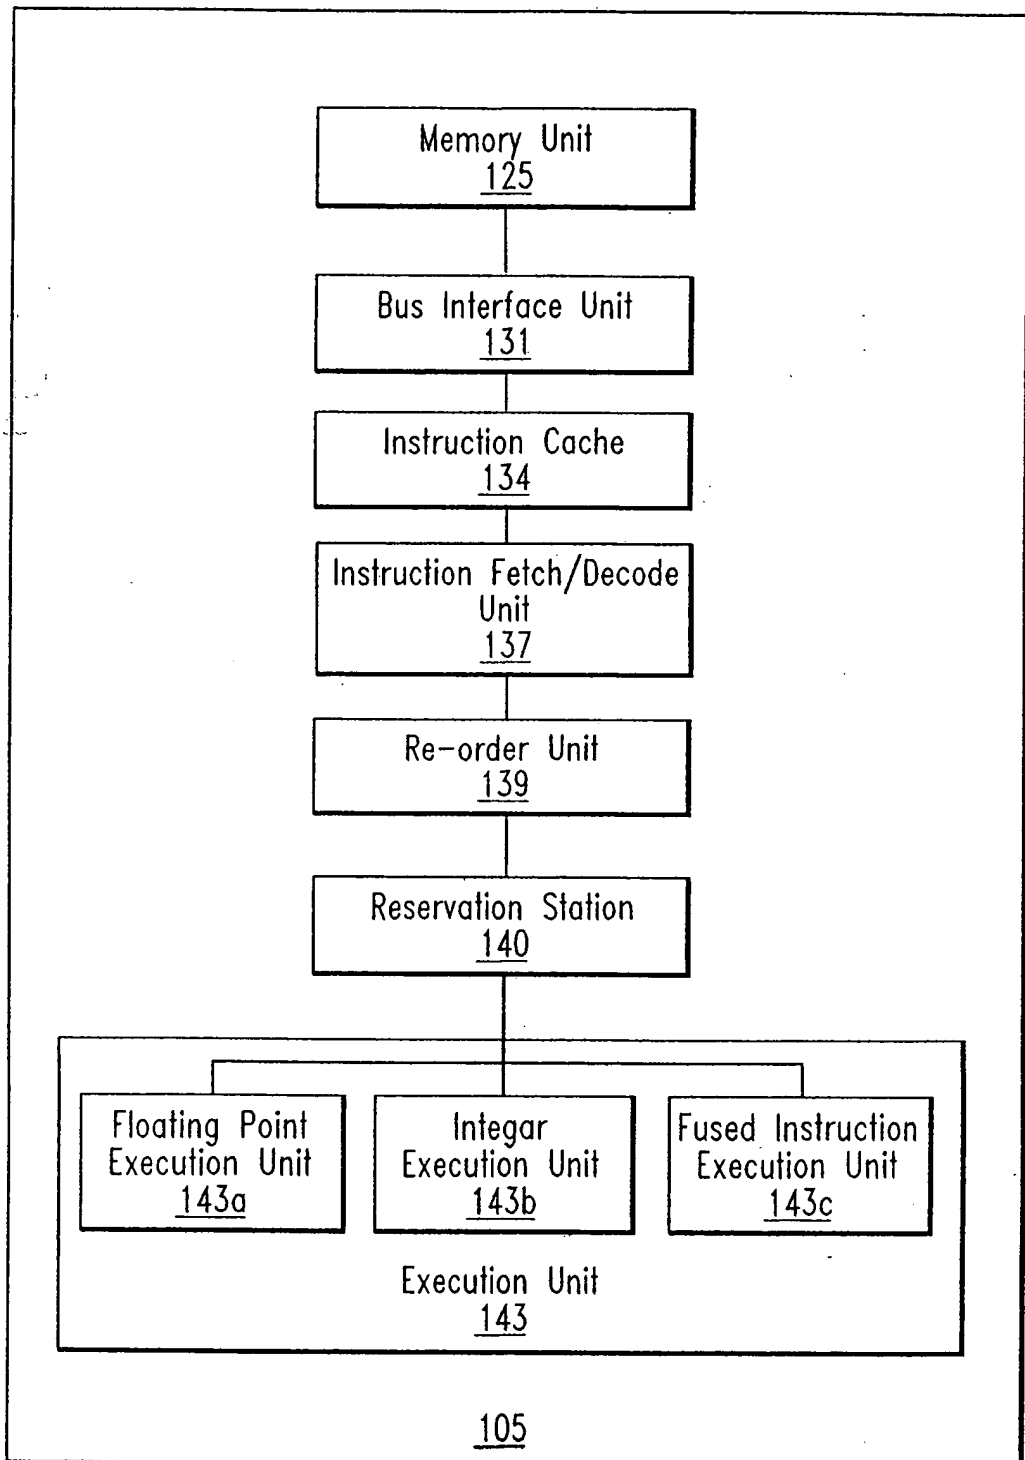 Memory Unit
125
Bus Interface Unit
131
Instruction Cache
134
Instruction Fetch/Decode
Unit
137
Re-order Unit
139
Reservation Station
140
Floating Point
Execution Unit
143a
Integar
Execution Unit
143b
Fused Instruction
Execution Unit
143c
Execution Unit
143
105